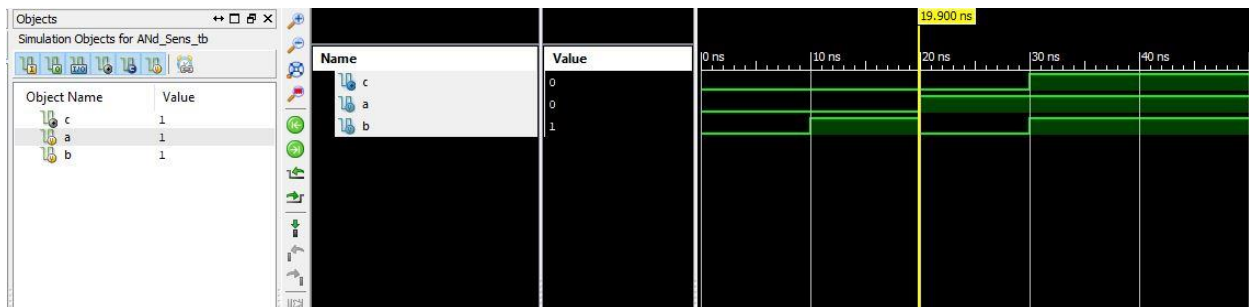 Objects
Simulation Objects for ANd_Sens_tb
Object Name Value
c 1
a 1
b 1
Name Value
c 0
a 0
b 1
19.900 ns
0 ns 10 ns 20 ns 30 ns 40 ns